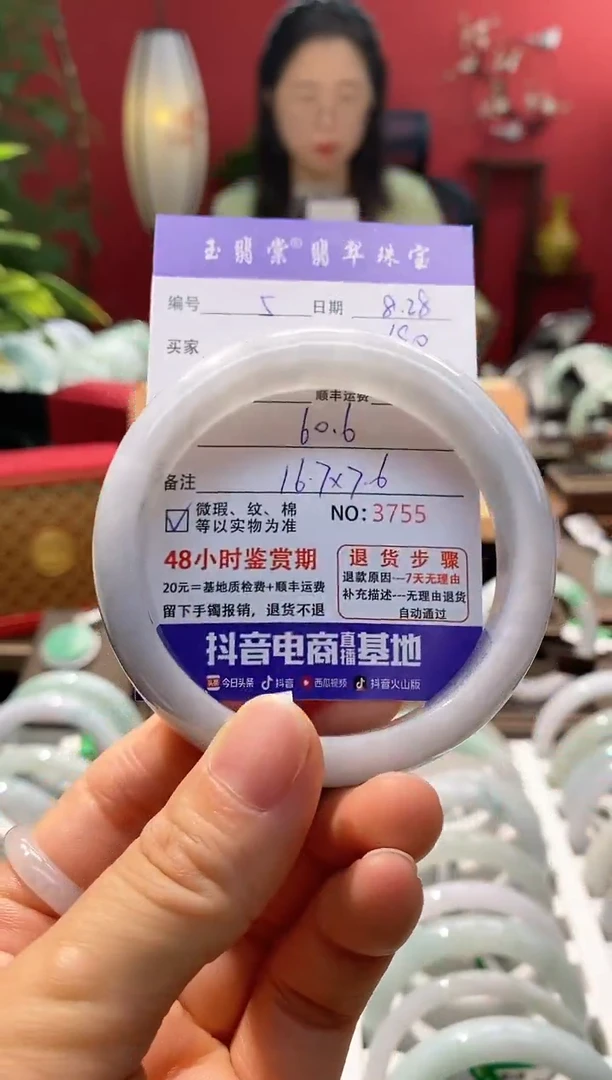 玉翡棠®翡翠珠宝
编号 5 日期 8.28
买家 150
顺丰运费
60.6
备注 16.7×7.6
☑ 微瑕、纹、棉
等以实物为准
NO: 3755
48小时鉴赏期
20元=基地质检费+顺丰运费
留下手镯报销，退货不退
退货步骤
退款原因---7天无理由
补充描述---无理由退货
自动通过
抖音电商直播基地
头条 今日头条 抖音 西瓜视频 抖音火山版